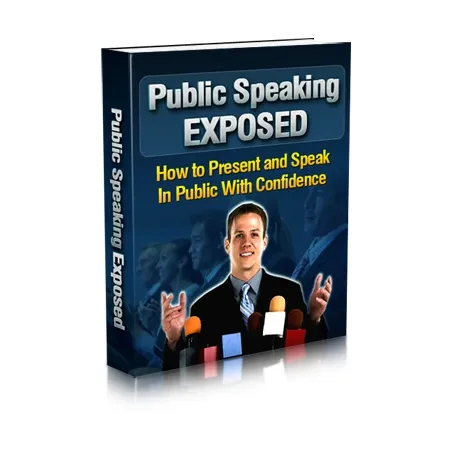 Public Speaking
EXPOSED
How to Present and Speak
In Public With Confidence
Public Speaking Exposed